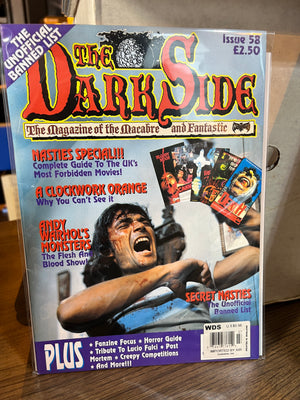 THE
UNOFFICIAL
BANNED LIST
Issue 58
£2.50
THE
DARK SIDE
The Magazine of the Macabre and Fantastic
NASTIES SPECIAL!!!
Complete Guide To The UK's
Most Forbidden Movies!
A CLOCKWORK ORANGE
Why You Can't See it
ANDY
WARHOL'S
MONSTERS
The Flesh And
Blood Show!
SECRET NASTIES
The Unofficial
Banned List
WDS
PLUS
• Fanzine Focus • Horror Guide
• Tribute To Lucio Fulci • Post
Mortem • Creepy Competitions
• And More!!!